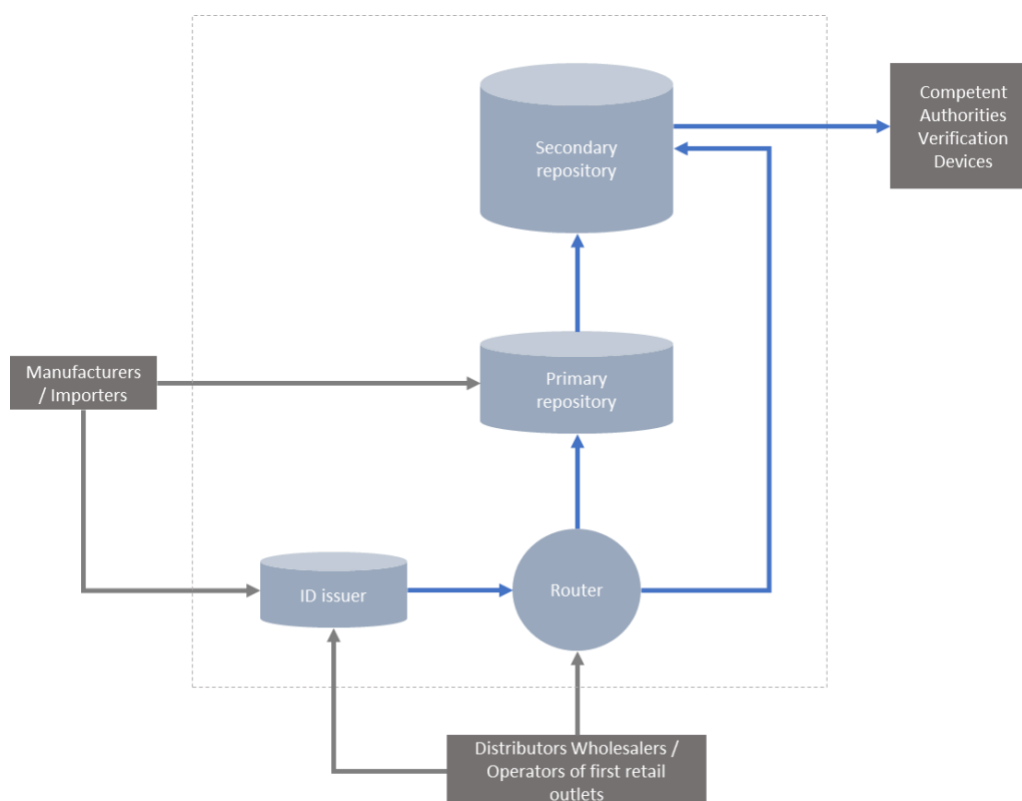 Secondary
repository
Competent
Authorities
Verification
Devices
Manufacturers
/ Importers
Primary
repository
ID issuer
Router
Distributors Wholesalers /
Operators of first retail
outlets